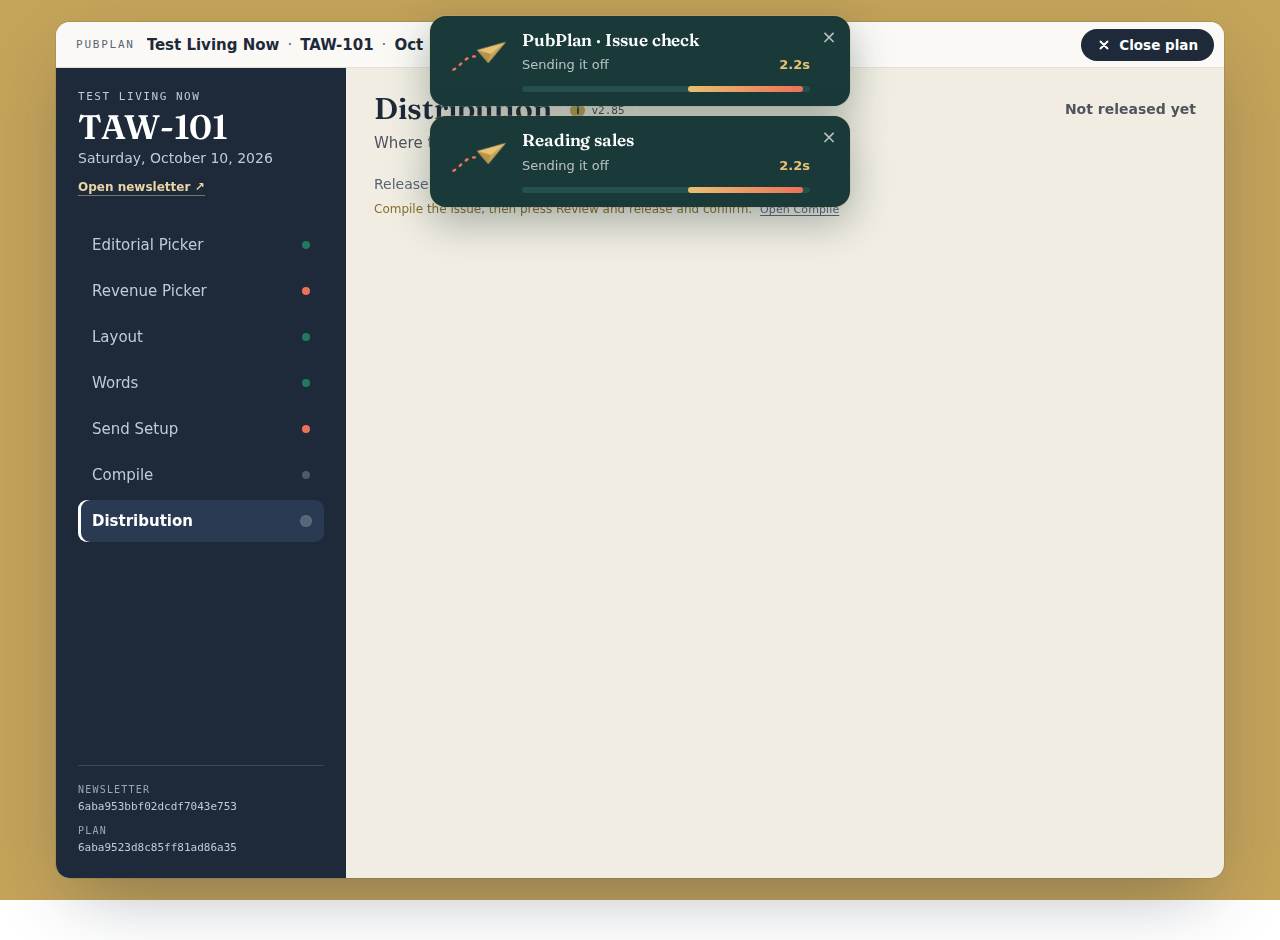 PUBPLAN Test Living Now · TAW-101 · Oct
PubPlan · Issue check
Sending it off 2.2s
Close plan
TEST LIVING NOW
TAW-101
Saturday, October 10, 2026
Open newsletter ↗
Distribution v2.85
Not released yet
Where
Reading sales
Sending it off 2.2s
Release
Compile the issue, then press Review and release and confirm. Open Compile
Editorial Picker
Revenue Picker
Layout
Words
Send Setup
Compile
Distribution
NEWSLETTER
6aba953bbf02dcdf7043e753
PLAN
6aba9523d8c85ff81ad86a35